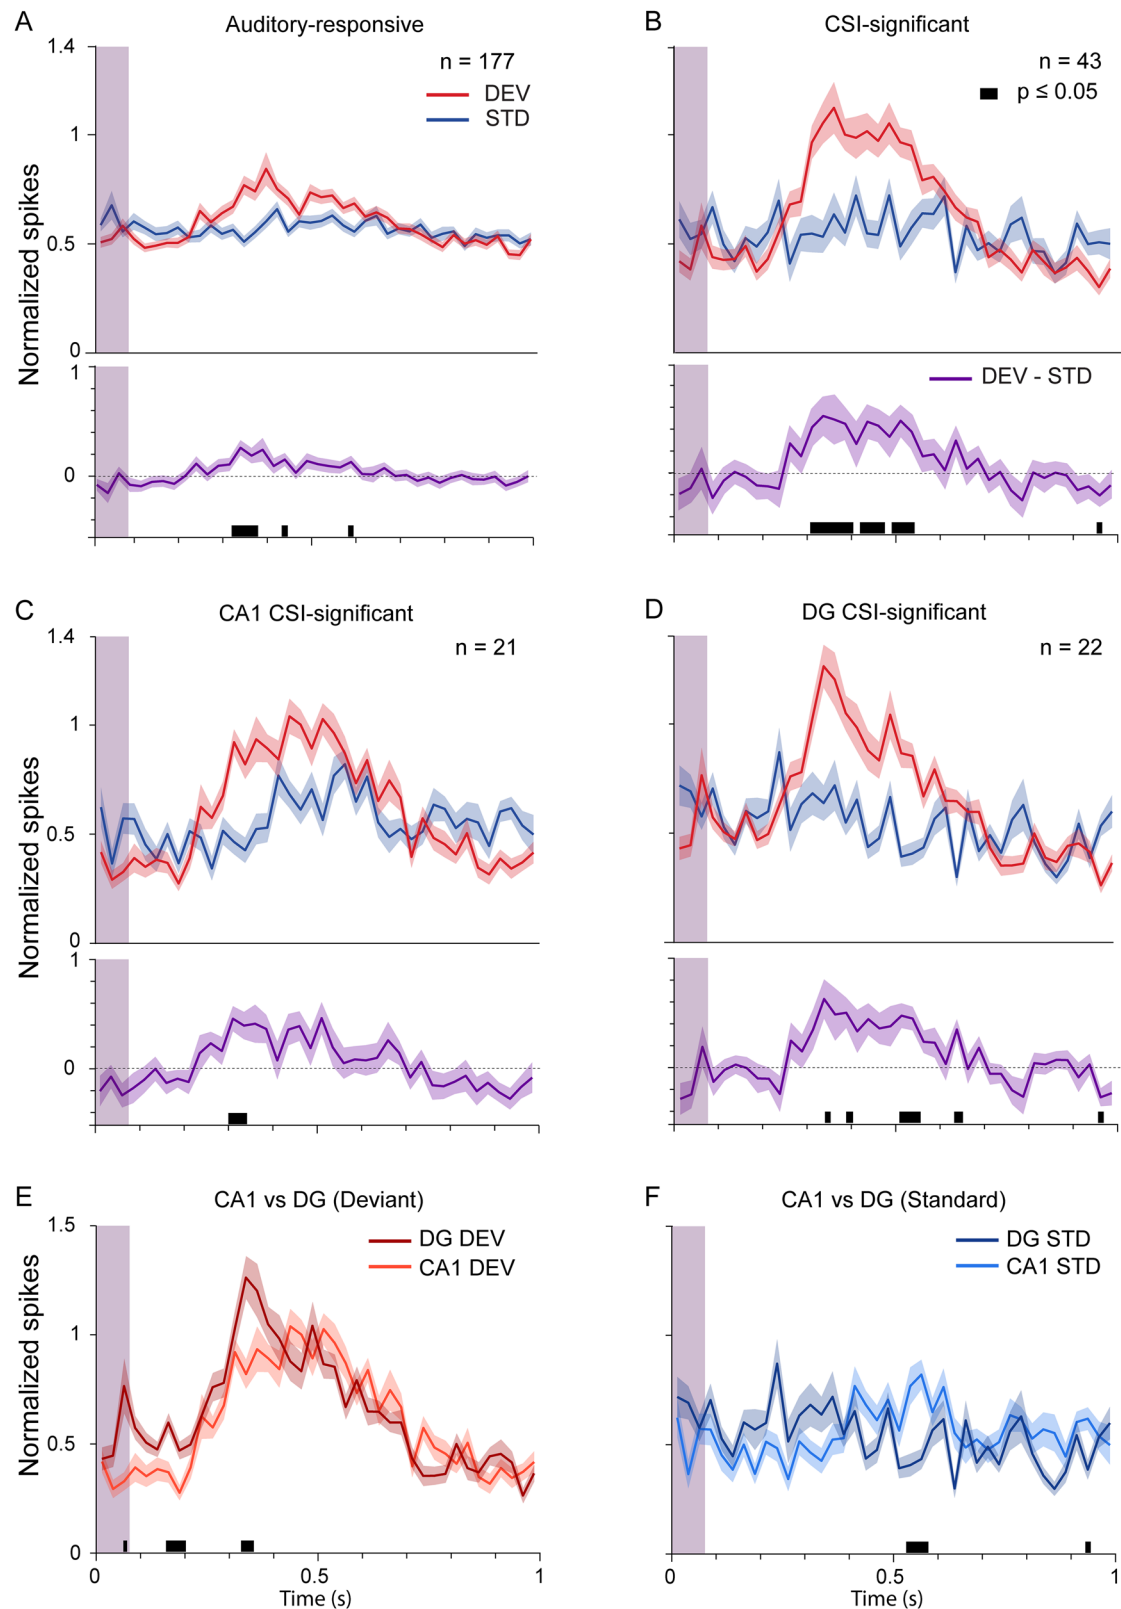 A
Auditory-responsive
1.4
n = 177
DEV
STD
1
0.5
0
Normalized spikes
1
0
B
CSI-significant
n = 43
p ≤ 0.05
DEV - STD
C
CA1 CSI-significant
1.4
n = 21
1
0.5
0
Normalized spikes
1
0
D
DG CSI-significant
n = 22
E
CA1 vs DG (Deviant)
1.5
DG DEV
CA1 DEV
1
0.5
0
Normalized spikes
0
0.5
1
Time (s)
F
CA1 vs DG (Standard)
DG STD
CA1 STD
0
0.5
1
Time (s)